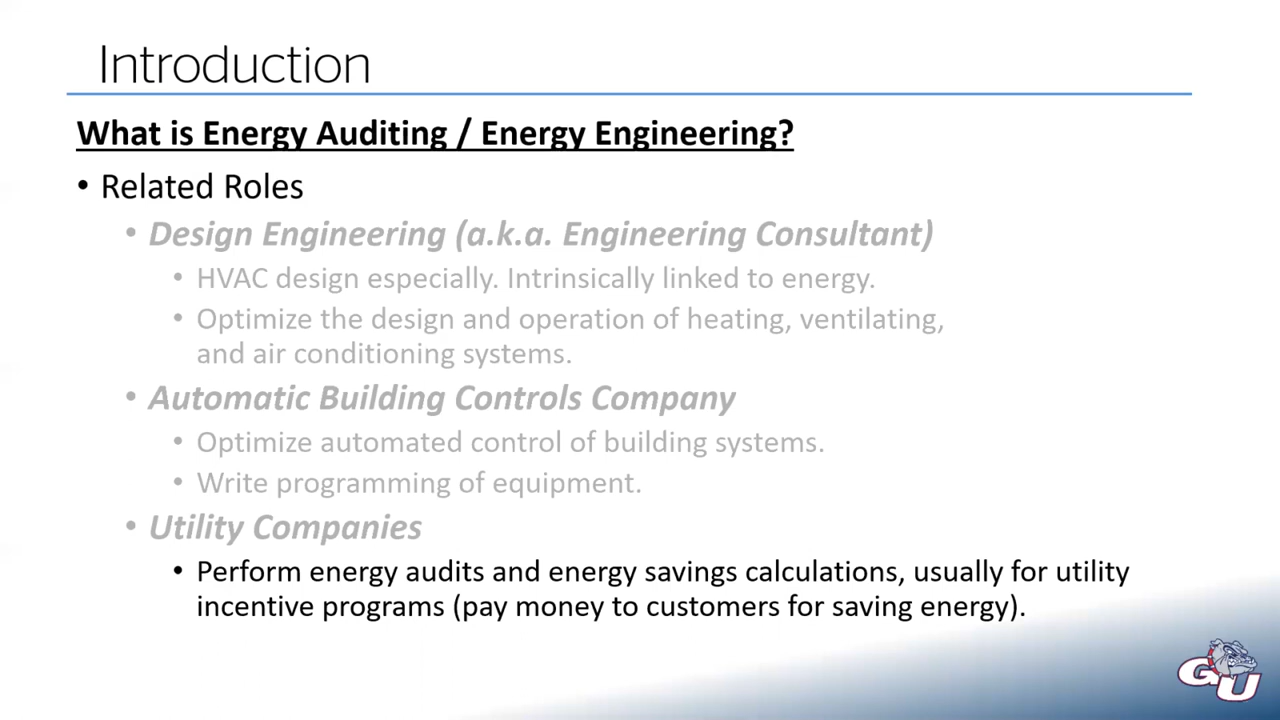 Introduction
What is Energy Auditing / Energy Engineering?
• Related Roles
• Design Engineering (a.k.a. Engineering Consultant)
• HVAC design especially. Intrinsically linked to energy.
• Optimize the design and operation of heating, ventilating,
and air conditioning systems.
• Automatic Building Controls Company
• Optimize automated control of building systems.
• Write programming of equipment.
• Utility Companies
• Perform energy audits and energy savings calculations, usually for utility
incentive programs (pay money to customers for saving energy).
GU